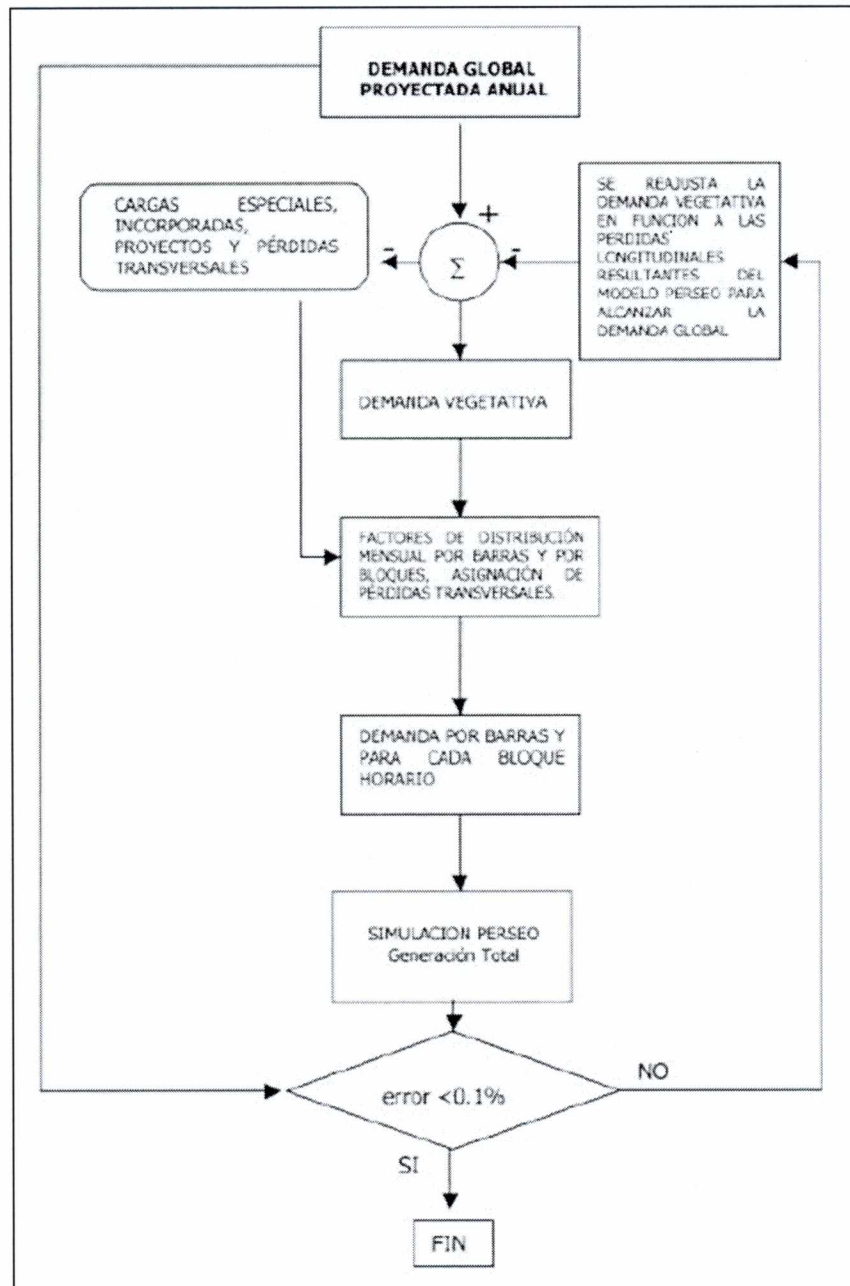 DEMANDA GLOBAL
PROYECTADA ANUAL
CARGAS ESPECIALES,
INCORPORADAS,
PROYECTOS Y PÉRDIDAS
TRANSVERSALES
-
+
Σ
-
SE REAJUSTA LA
DEMANDA VEGETATIVA
EN FUNCION A LAS
PERDIDAS
LONGITUDINALES
RESULTANTES DEL
MODELO PERSEO PARA
ALCANZAR LA
DEMANDA GLOBAL
DEMANDA VEGETATIVA
FACTORES DE DISTRIBUCIÓN
MENSUAL POR BARRAS Y POR
BLOQUES, ASIGNACIÓN DE
PÉRDIDAS TRANSVERSALES.
DEMANDA POR BARRAS Y
PARA CADA BLOQUE
HORARIO
SIMULACION PERSEO
Generación Total
error <0.1%
NO
SI
FIN